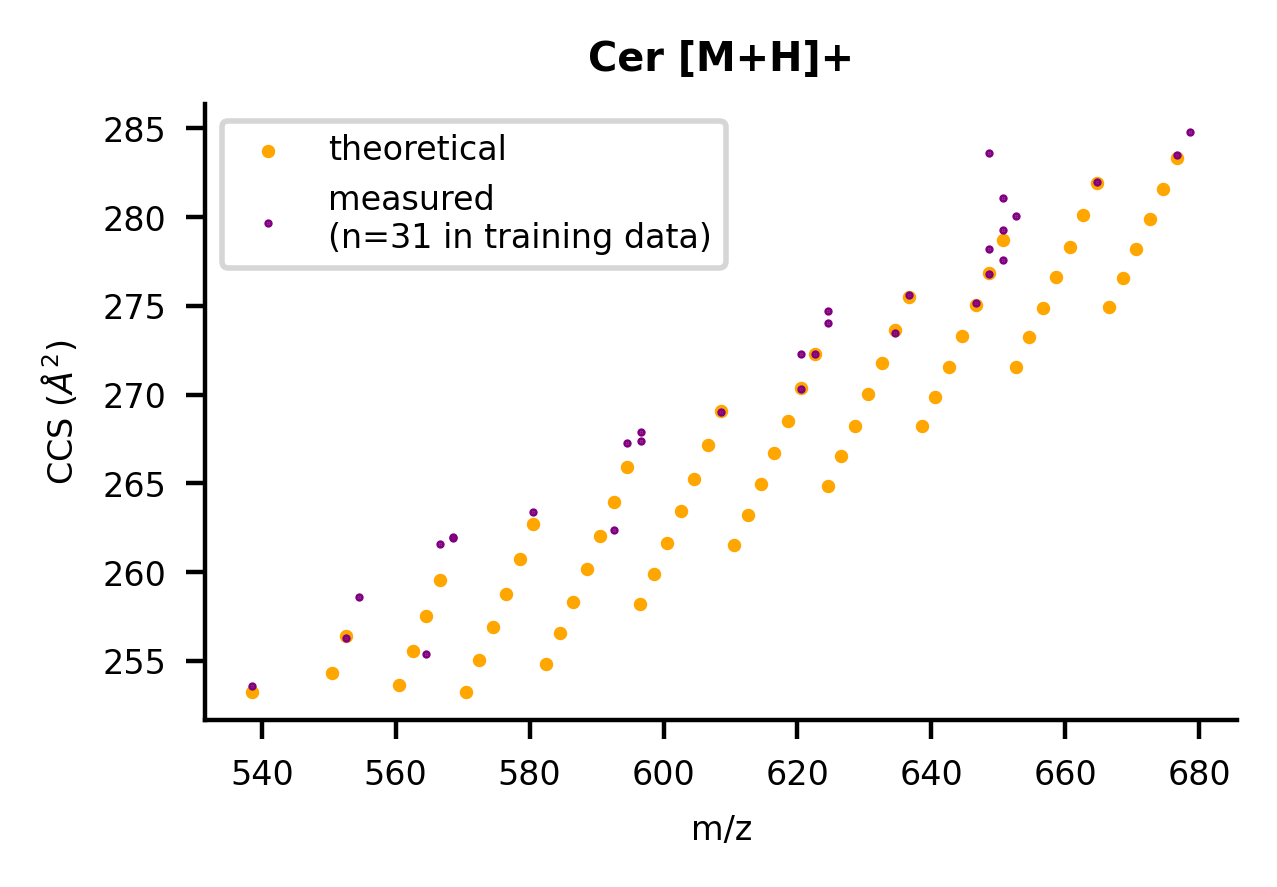 Cer [M+H]+
theoretical
measured
(n=31 in training data)
CCS (Å²)
285
280
275
270
265
260
255
540
560
580
600
620
640
660
680
m/z